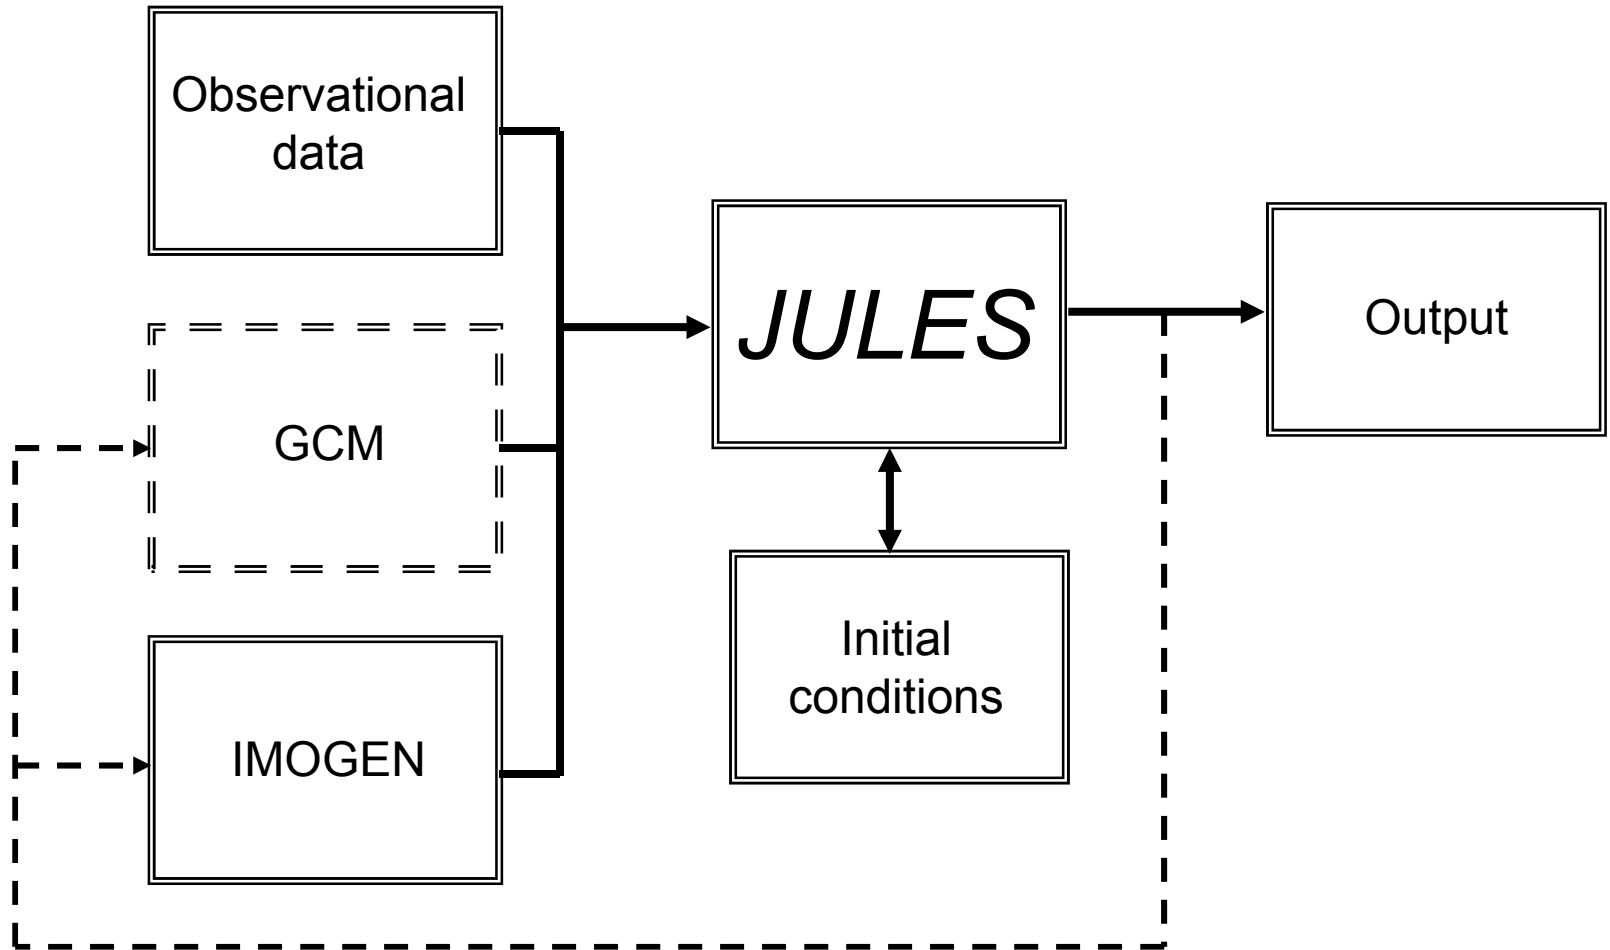 Observational
data
GCM
IMOGEN
JULES
Initial
conditions
Output